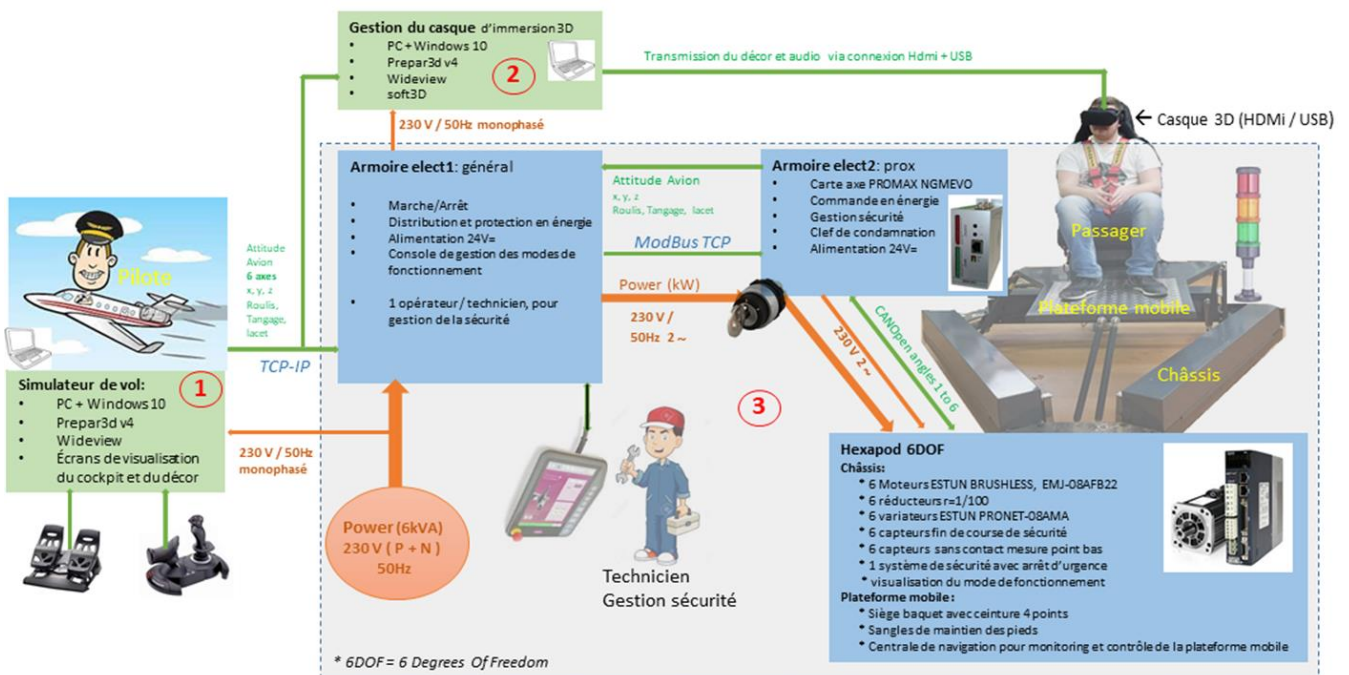 Gestion du casque d'immersion 3D
• PC + Windows 10
• Prepar3d v4
• Wideview
• soft3D
2
Transmission du décor et audio via connexion Hdmi + USB
← Casque 3D (HDMi / USB)
230 V / 50Hz monophasé
Armoire elect1: général
• Marche/Arrêt
• Distribution et protection en énergie
• Alimentation 24V=
• Console de gestion des modes de
fonctionnement
• 1 opérateur/ technicien, pour
gestion de la sécurité
Attitude Avion
x, y, z
Roulis, Tangage, lacet
ModBus TCP
Power (kW)
230 V /
50Hz 2 ~
Armoire elect2: prox
• Carte axe PROMAX NGMEVO
• Commande en énergie
• Gestion sécurité
• Clef de condamnation
• Alimentation 24V=
Passager
Plateforme mobile
Châssis
Pilote
Attitude
Avion
6 axes
x, y, z
Roulis,
Tangage,
lacet
TCP-IP
Simulateur de vol:
1
• PC + Windows 10
• Prepar3d v4
• Wideview
• Écrans de visualisation
du cockpit et du décor
230 V / 50Hz
monophasé
Power (6kVA)
230 V ( P + N )
50Hz
Technicien
Gestion sécurité
3
230 V 2 ~
CANOpen angles 1 to 6
Hexapod 6DOF
Châssis:
* 6 Moteurs ESTUN BRUSHLESS, EMJ-08AFB22
* 6 réducteurs r=1/100
* 6 variateurs ESTUN PRONET-08AMA
* 6 capteurs fin de course de sécurité
* 6 capteurs sans contact mesure point bas
* 1 système de sécurité avec arrêt d'urgence
* visualisation du mode de fonctionnement
Plateforme mobile :
* Siège baquet avec ceinture 4 points
* Sangles de maintien des pieds
* Centrale de navigation pour monitoring et contrôle de la plateforme mobile
* 6DOF = 6 Degrees Of Freedom